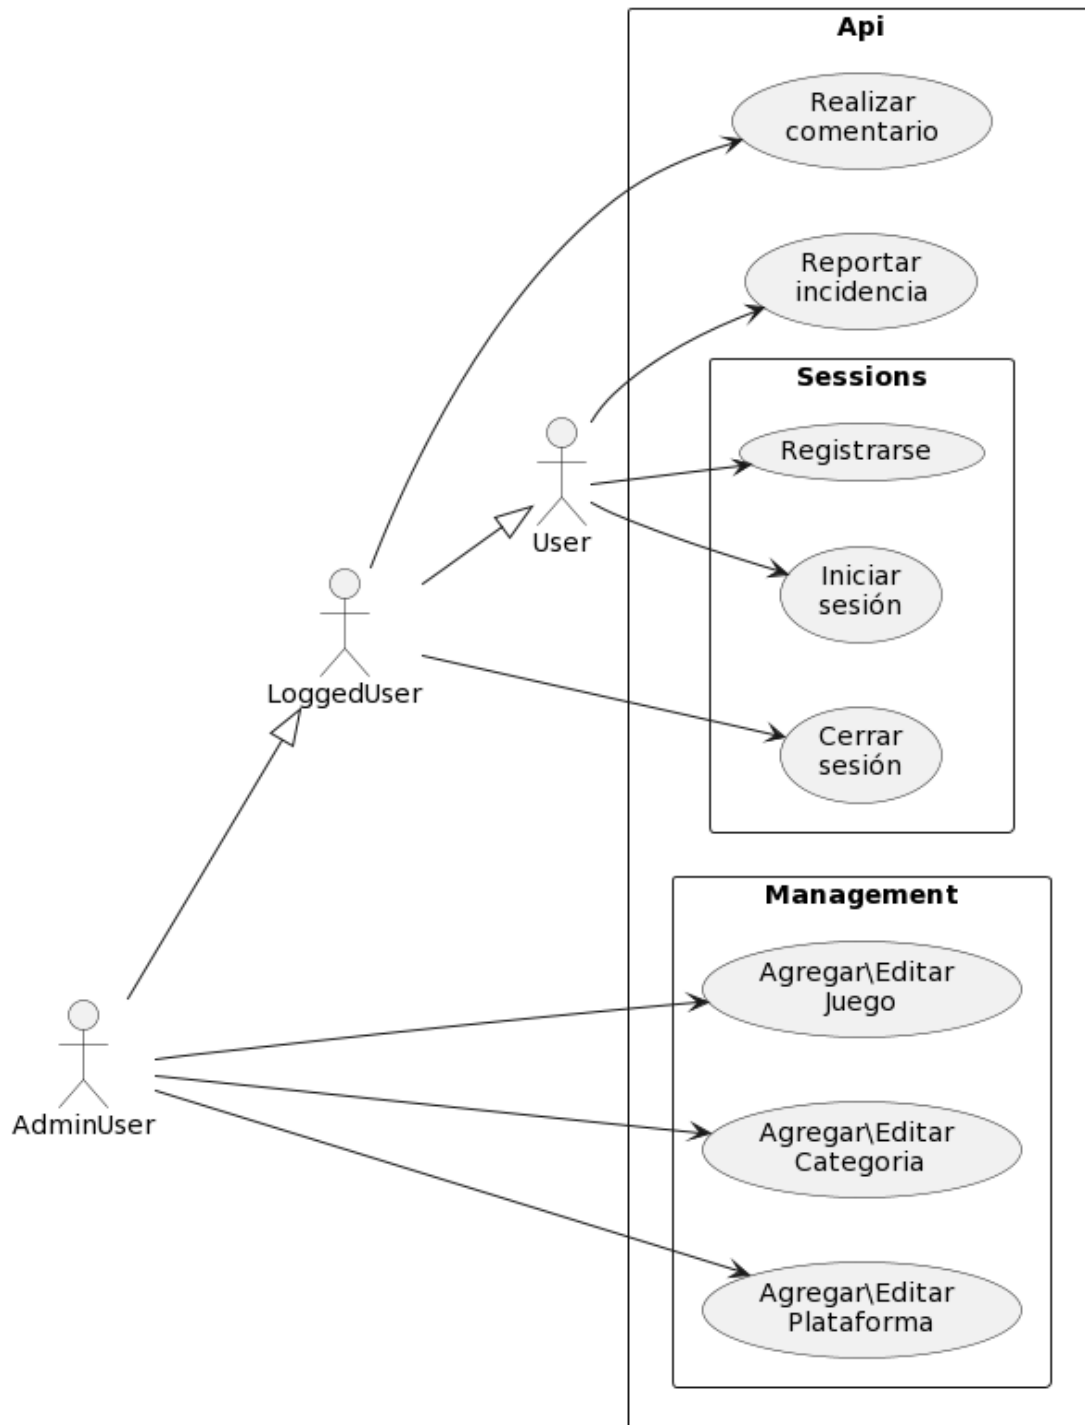 Api
Realizar
comentario
Reportar
incidencia
Sessions
Registrarse
User
Iniciar
sesión
LoggedUser
Cerrar
sesión
Management
Agregar\Editar
Juego
AdminUser
Agregar\Editar
Categoria
Agregar\Editar
Plataforma